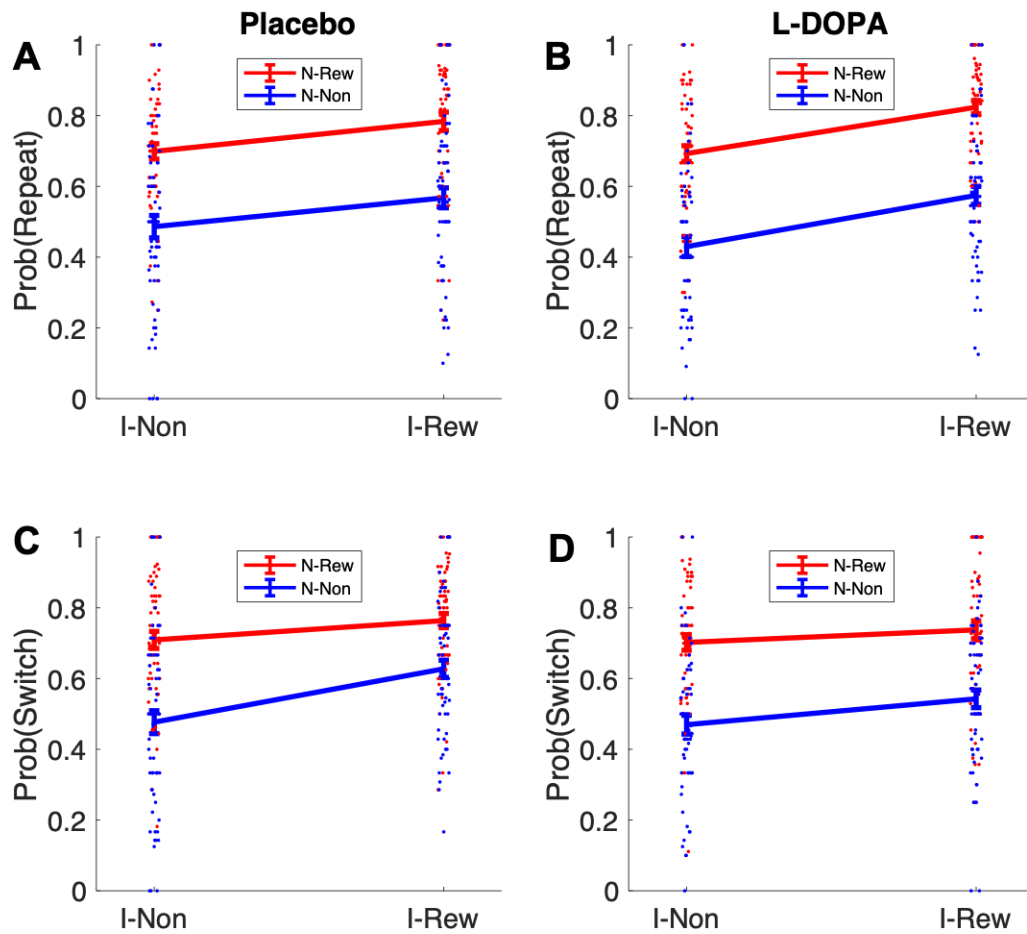 Placebo
L-DOPA
A
1
0.8
0.6
0.4
0.2
0
Prob(Repeat)
N-Rew
N-Non
I-Non
I-Rew
B
1
0.8
0.6
0.4
0.2
0
Prob(Repeat)
N-Rew
N-Non
I-Non
I-Rew
C
1
0.8
0.6
0.4
0.2
0
Prob(Switch)
N-Rew
N-Non
I-Non
I-Rew
D
1
0.8
0.6
0.4
0.2
0
Prob(Switch)
N-Rew
N-Non
I-Non
I-Rew